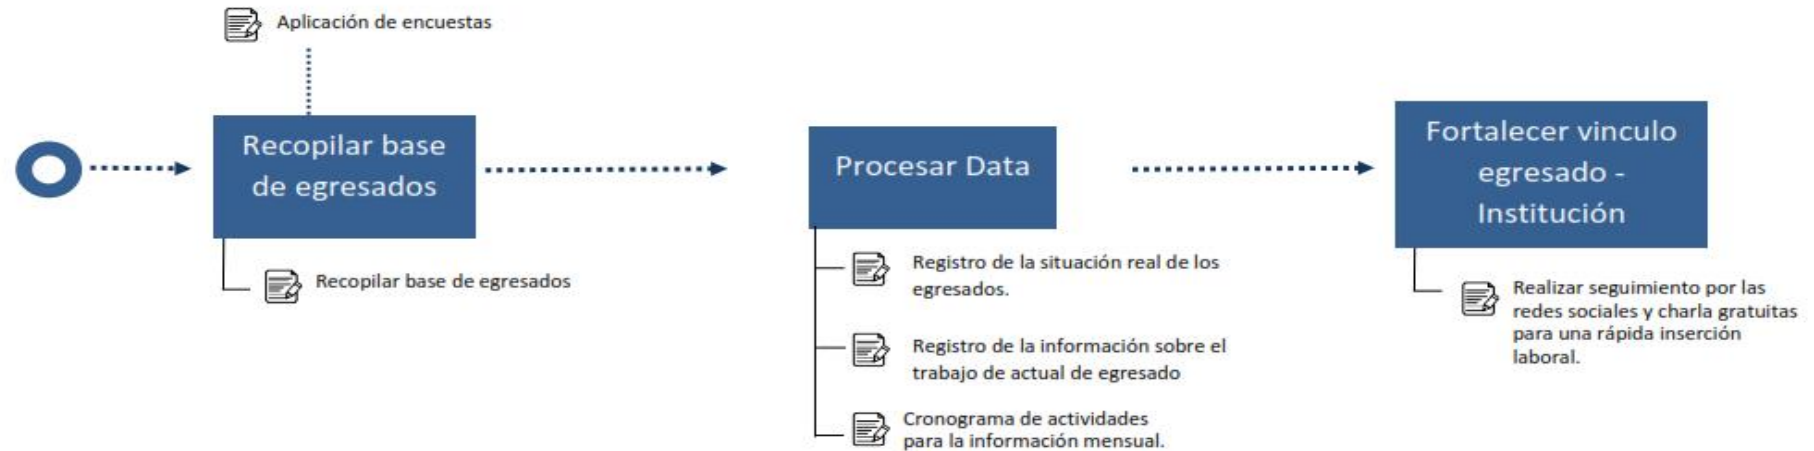 Aplicación de encuestas
Recopilar base
de egresados
Recopilar base de egresados
Procesar Data
Registro de la situación real de los
egresados.
Registro de la información sobre el
trabajo de actual de egresado
Cronograma de actividades
para la información mensual.
Fortalecer vinculo
egresado -
Institución
Realizar seguimiento por las
redes sociales y charla gratuitas
para una rápida inserción
laboral.